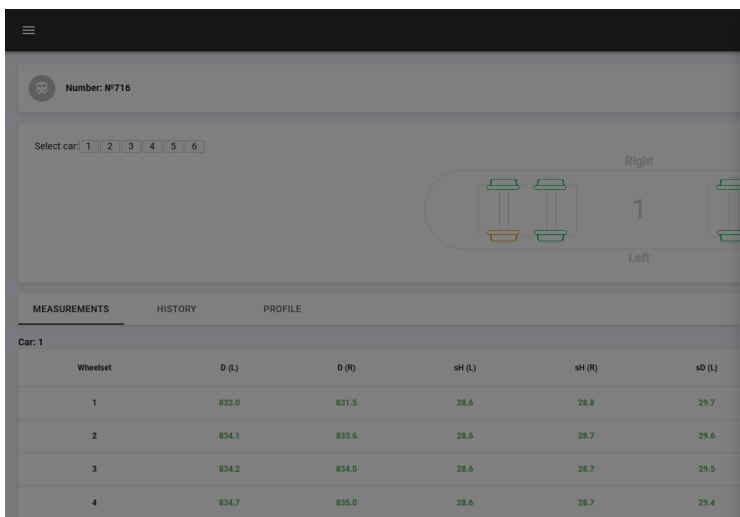 Number: №716
Select car: 1 2 3 4 5 6
Right
1
Left
MEASUREMENTS HISTORY PROFILE
Car: 1
Wheelset D (L) D (R) sH (L) sH (R) sD (L)
1 832.0 831.5 28.6 28.8 29.7
2 834.1 833.6 28.6 28.7 29.6
3 834.2 834.0 28.6 28.7 29.5
4 834.7 835.0 28.6 28.7 29.4